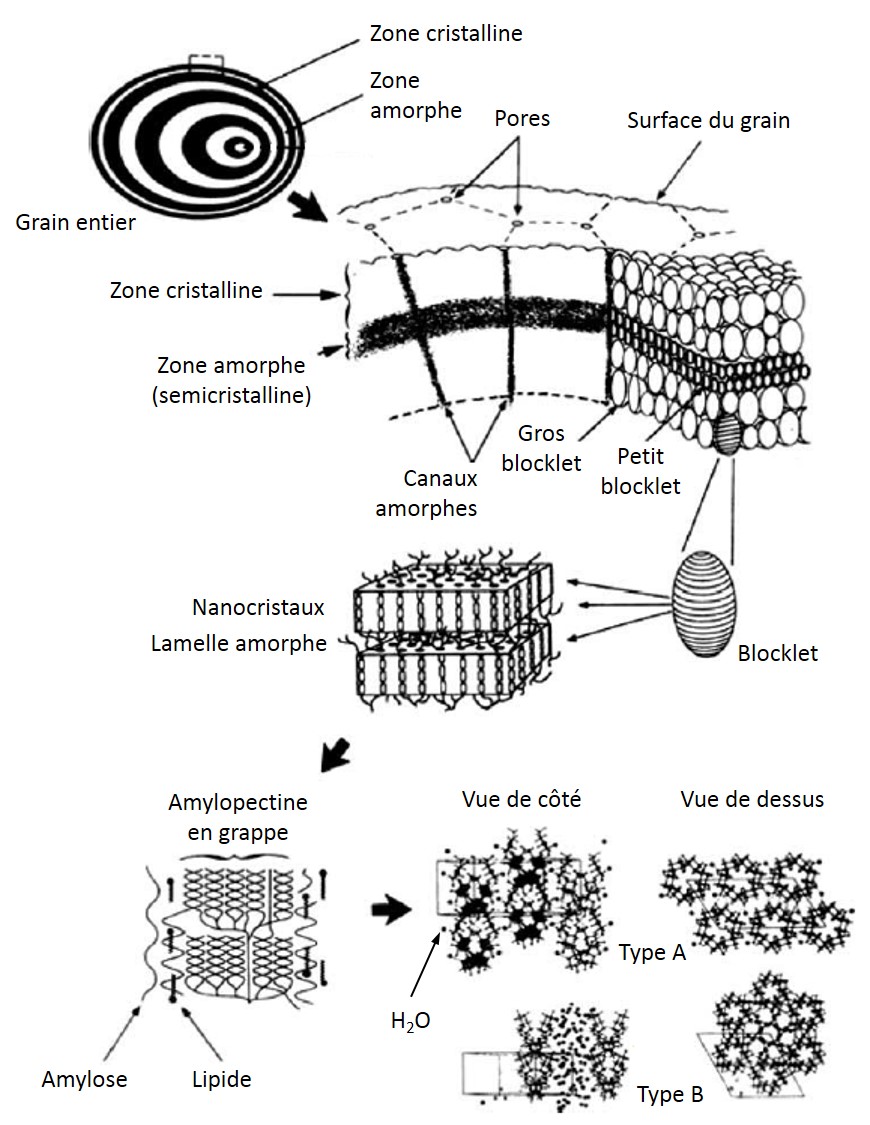 Zone cristalline
Zone
amorphe
Pores
Surface du grain
Grain entier
Zone cristalline
Zone amorphe
(semicristalline)
Gros
blocklet
Petit
blocklet
Canaux
amorphes
Nanocristaux
Lamelle amorphe
Blocklet
Amylopectine
en grappe
Vue de côté
Vue de dessus
Type A
H₂O
Amylose
Lipide
Type B